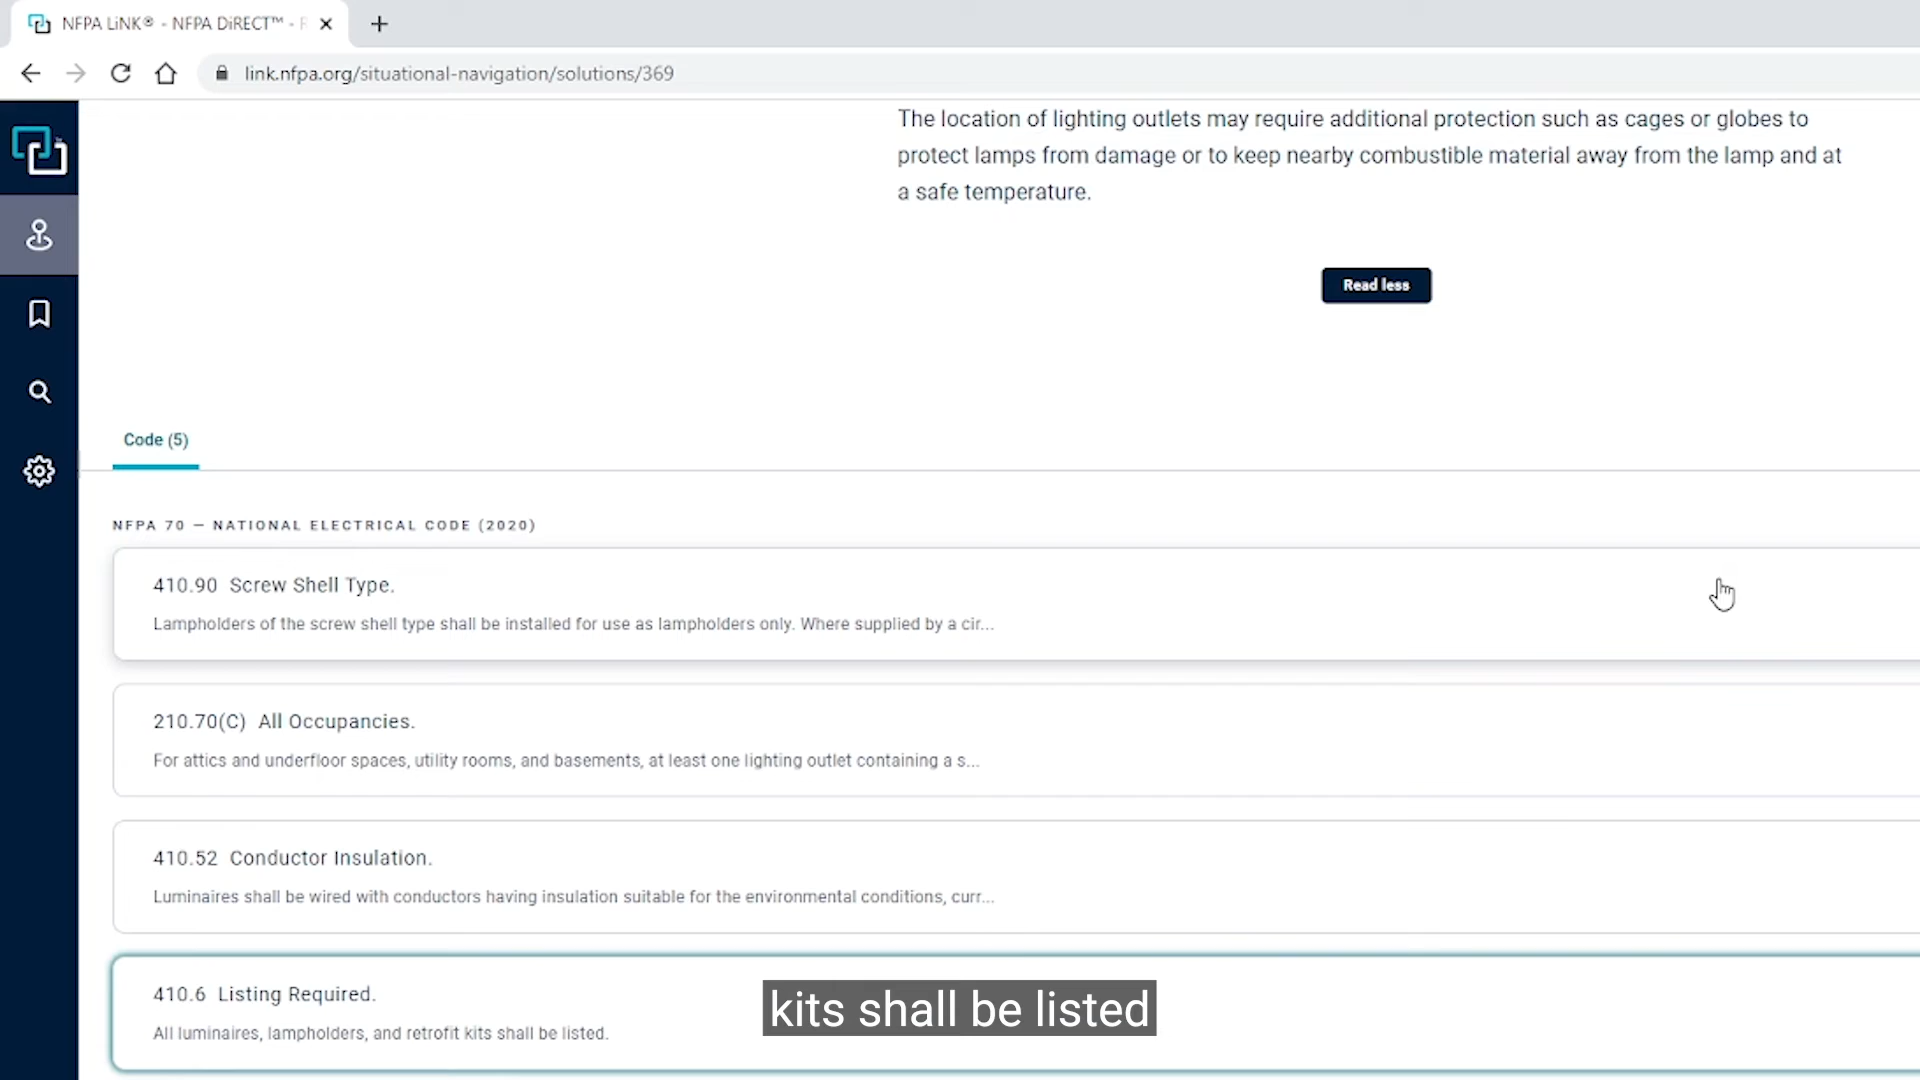 NFPA LiNK® - NFPA DiRECT™ -
link.nfpa.org/situational-navigation/solutions/369
The location of lighting outlets may require additional protection such as cages or globes to
protect lamps from damage or to keep nearby combustible material away from the lamp and at
a safe temperature.
Read less
Code (5)
NFPA 70 — NATIONAL ELECTRICAL CODE (2020)
410.90 Screw Shell Type.
Lampholders of the screw shell type shall be installed for use as lampholders only. Where supplied by a cir...
210.70(C) All Occupancies.
For attics and underfloor spaces, utility rooms, and basements, at least one lighting outlet containing a s...
410.52 Conductor Insulation.
Luminaires shall be wired with conductors having insulation suitable for the environmental conditions, curr...
410.6 Listing Required.
All luminaires, lampholders, and retrofit kits shall be listed.
kits shall be listed